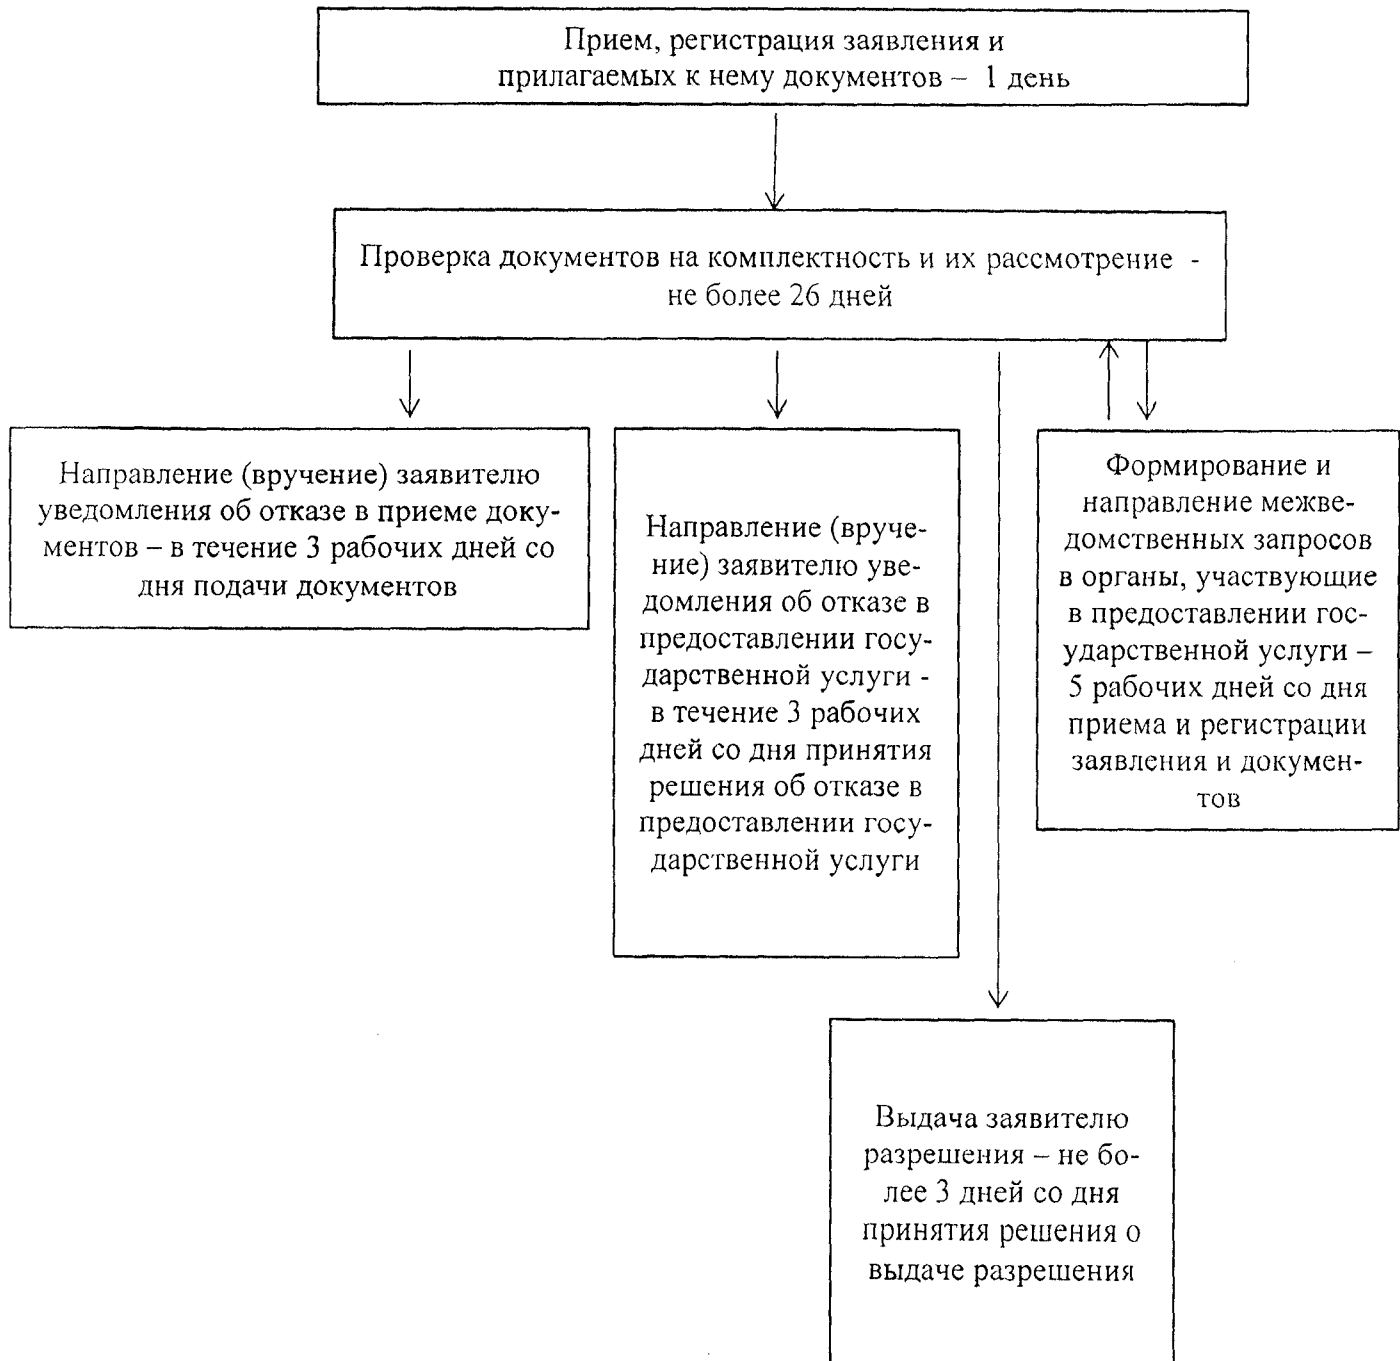 Прием, регистрация заявления и
прилагаемых к нему документов – 1 день
Проверка документов на комплектность и их рассмотрение -
не более 26 дней
Направление (вручение) заявителю
уведомления об отказе в приеме доку-
ментов – в течение 3 рабочих дней со
дня подачи документов
Направление (вруче-
ние) заявителю уве-
домления об отказе в
предоставлении госу-
дарственной услуги -
в течение 3 рабочих
дней со дня принятия
решения об отказе в
предоставлении госу-
дарственной услуги
Формирование и
направление межве-
домственных запросов
в органы, участвующие
в предоставлении гос-
ударственной услуги –
5 рабочих дней со дня
приема и регистрации
заявления и докумен-
тов
Выдача заявителю
разрешения – не бо-
лее 3 дней со дня
принятия решения о
выдаче разрешения